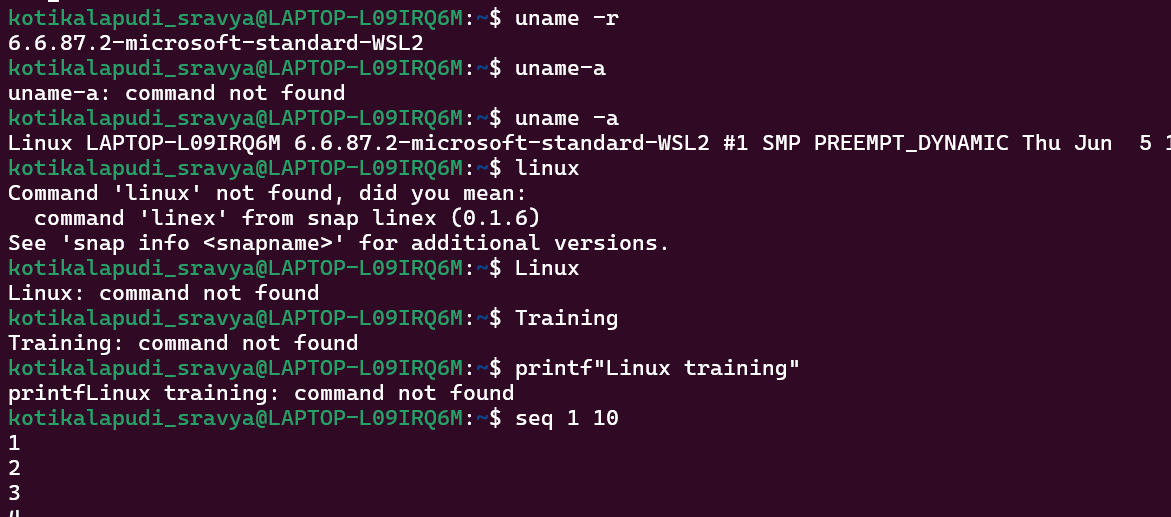 kotikalapudi_sravya@LAPTOP-L09IRQ6M:~$ uname -r
6.6.87.2-microsoft-standard-WSL2
kotikalapudi_sravya@LAPTOP-L09IRQ6M:~$ uname-a
uname-a: command not found
kotikalapudi_sravya@LAPTOP-L09IRQ6M:~$ uname -a
Linux LAPTOP-L09IRQ6M 6.6.87.2-microsoft-standard-WSL2 #1 SMP PREEMPT_DYNAMIC Thu Jun  5 1
kotikalapudi_sravya@LAPTOP-L09IRQ6M:~$ linux
Command 'linux' not found, did you mean:
  command 'linex' from snap linex (0.1.6)
See 'snap info <snapname>' for additional versions.
kotikalapudi_sravya@LAPTOP-L09IRQ6M:~$ Linux
Linux: command not found
kotikalapudi_sravya@LAPTOP-L09IRQ6M:~$ Training
Training: command not found
kotikalapudi_sravya@LAPTOP-L09IRQ6M:~$ printf"Linux training"
printfLinux training: command not found
kotikalapudi_sravya@LAPTOP-L09IRQ6M:~$ seq 1 10
1
2
3